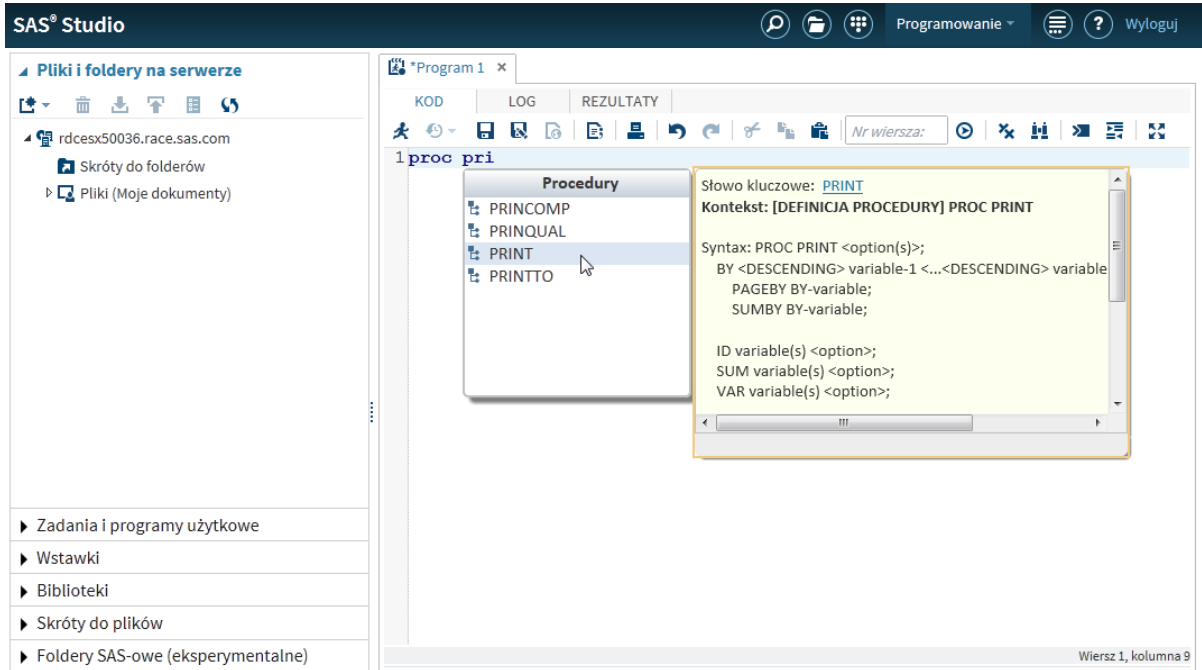 SAS® Studio
Programowanie
Wyloguj
Pliki i foldery na serwerze
rdcesx50036.race.sas.com
Skróty do folderów
Pliki (Moje dokumenty)
Zadania i programy użytkowe
Wstawki
Biblioteki
Skróty do plików
Foldery SAS-owe (eksperymentalne)
*Program 1
KOD LOG REZULTATY
Nr wiersza:
1 proc pri
Procedury
PRINCOMP
PRINQUAL
PRINT
PRINTTO
Słowo kluczowe: PRINT
Kontekst: [DEFINICJA PROCEDURY] PROC PRINT
Syntax: PROC PRINT <option(s)>;
BY <DESCENDING> variable-1 <...<DESCENDING> variable
PAGEBY BY-variable;
SUMBY BY-variable;
ID variable(s) <option>;
SUM variable(s) <option>;
VAR variable(s) <option>;
Wiersz 1, kolumna 9